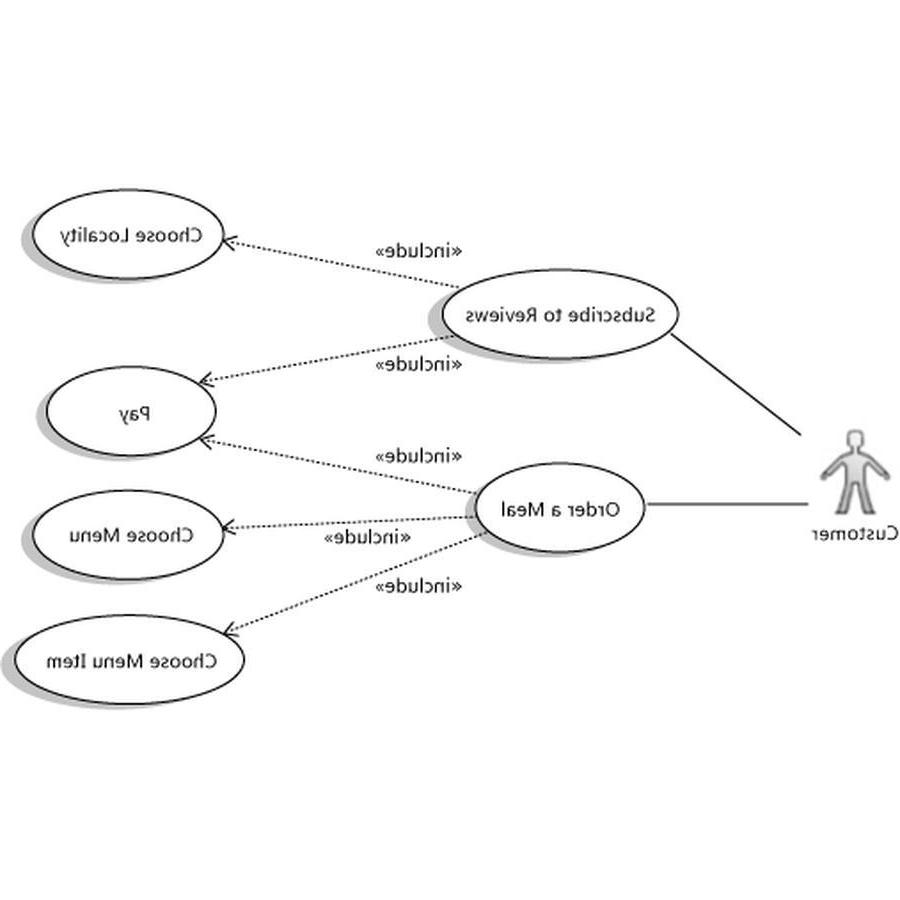 Choose Locality
«include»
Subscribe to Reviews
«include»
Pay
«include»
Order a Meal
Choose Menu
«include»
Customer
«include»
Choose Menu Item